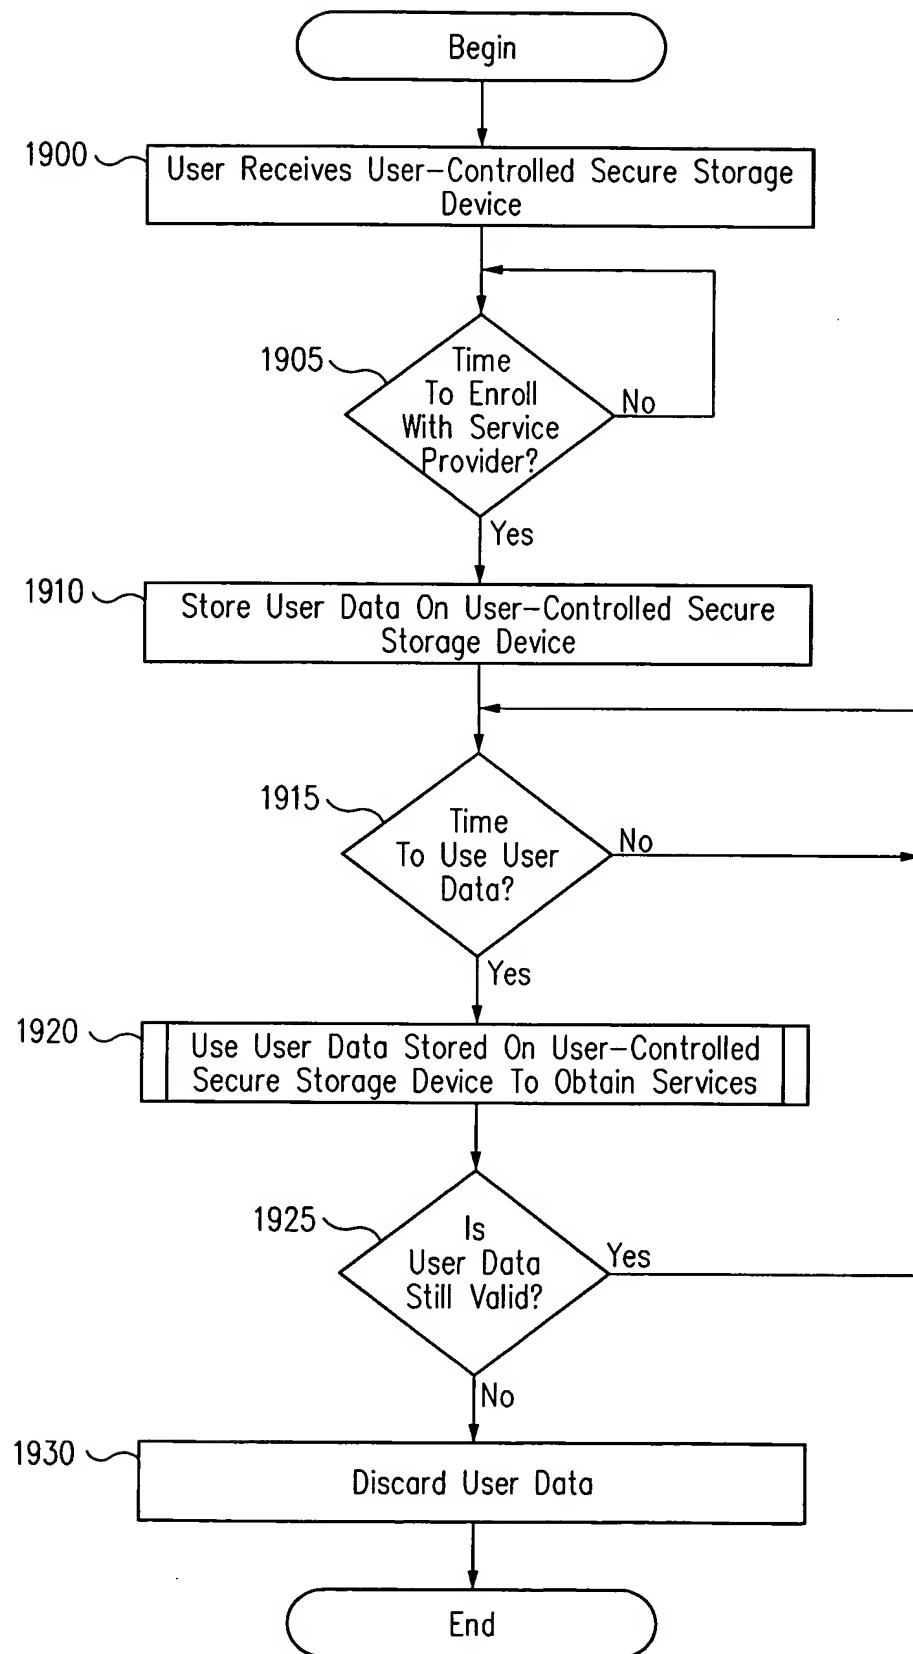 Begin
1900
User Receives User-Controlled Secure Storage
Device
1905
Time
To Enroll
With Service
Provider?
No
Yes
1910
Store User Data On User-Controlled Secure
Storage Device
1915
Time
To Use User
Data?
No
Yes
1920
Use User Data Stored On User-Controlled
Secure Storage Device To Obtain Services
1925
Is
User Data
Still Valid?
Yes
No
1930
Discard User Data
End